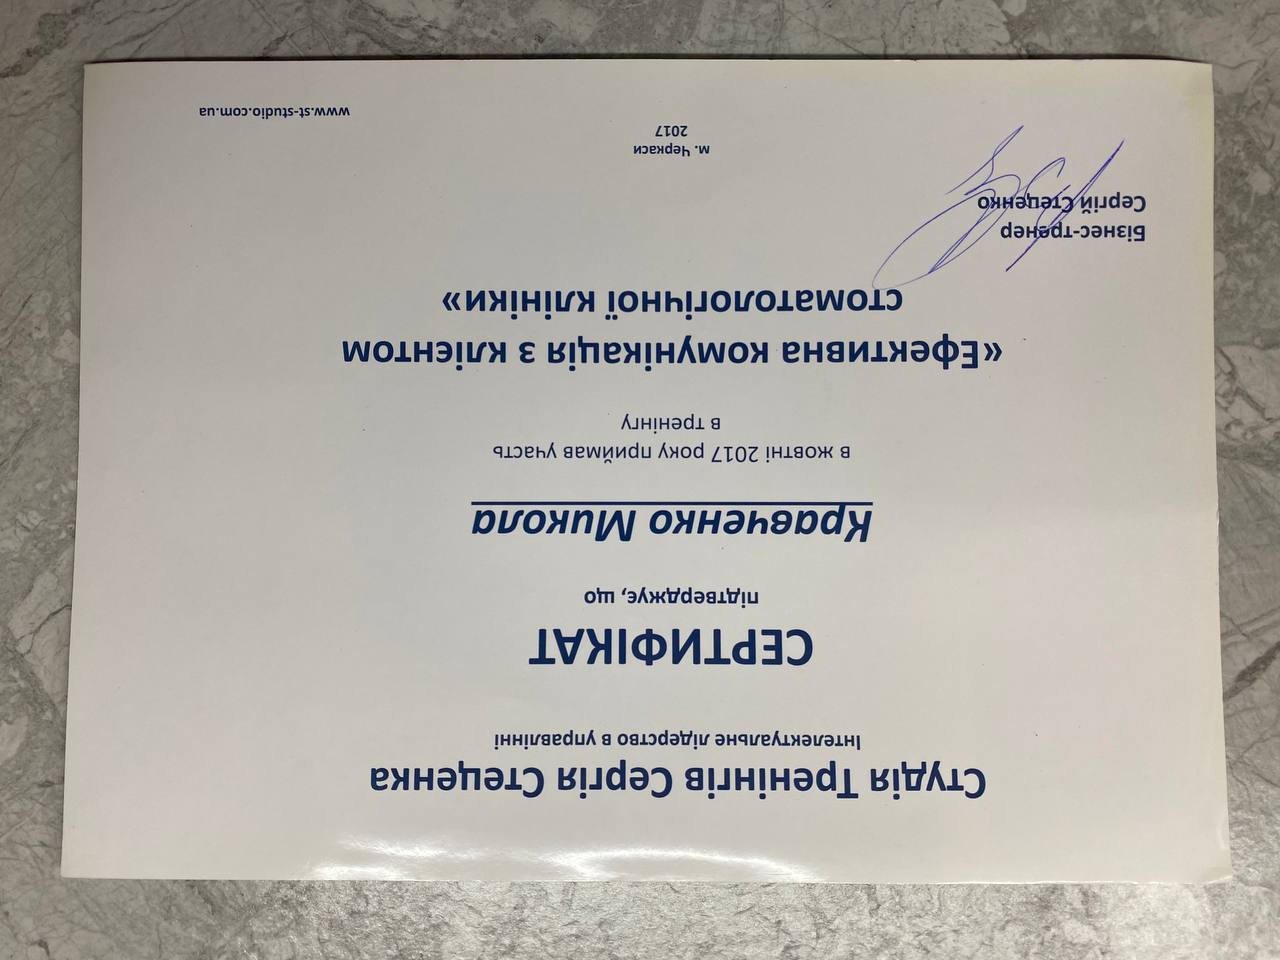 Студія Тренінгів Сергія Стеценка
Інтелектуальне лідерство в управлінні
СЕРТИФІКАТ
підтверджує, що
Кравченко Микола
в жовтні 2017 року приймав участь
в тренінгу
«Ефективна комунікація з клієнтом
стоматологічної клініки»
Бізнес-тренер
Сергій Стеценко
м. Черкаси
2017
www.st-studio.com.ua